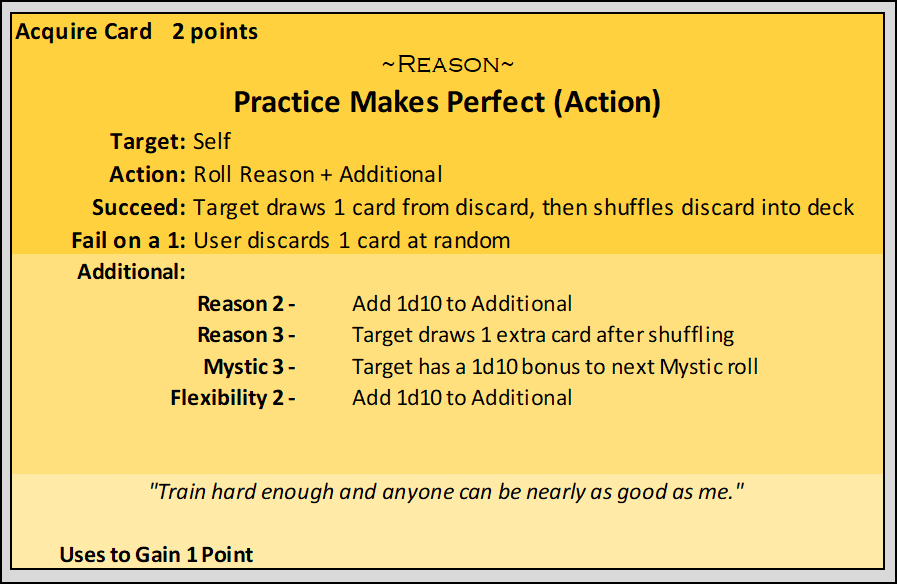 Acquire Card 2 points
~REASON~
Practice Makes Perfect (Action)
Target: Self
Action: Roll Reason + Additional
Succeed: Target draws 1 card from discard, then shuffles discard into deck
Fail on a 1: User discards 1 card at random
Additional:
Reason 2 - Add 1d10 to Additional
Reason 3 - Target draws 1 extra card after shuffling
Mystic 3 - Target has a 1d10 bonus to next Mystic roll
Flexibility 2 - Add 1d10 to Additional
"Train hard enough and anyone can be nearly as good as me."
Uses to Gain 1 Point